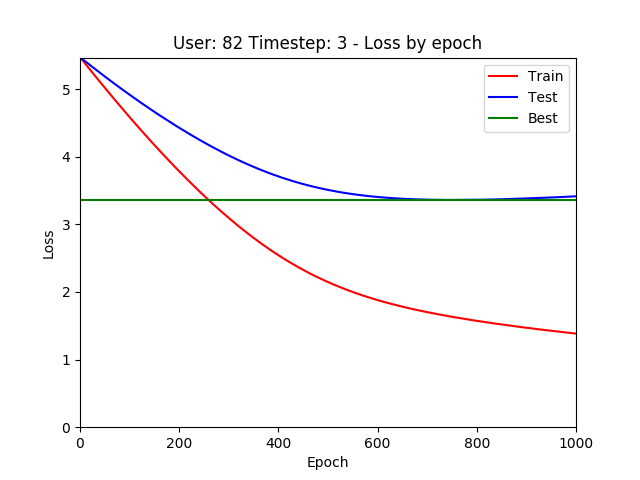 User: 82 Timestep: 3 - Loss by epoch
Train
Test
Best
Loss
5
4
3
2
1
0
0 200 400 600 800 1000
Epoch